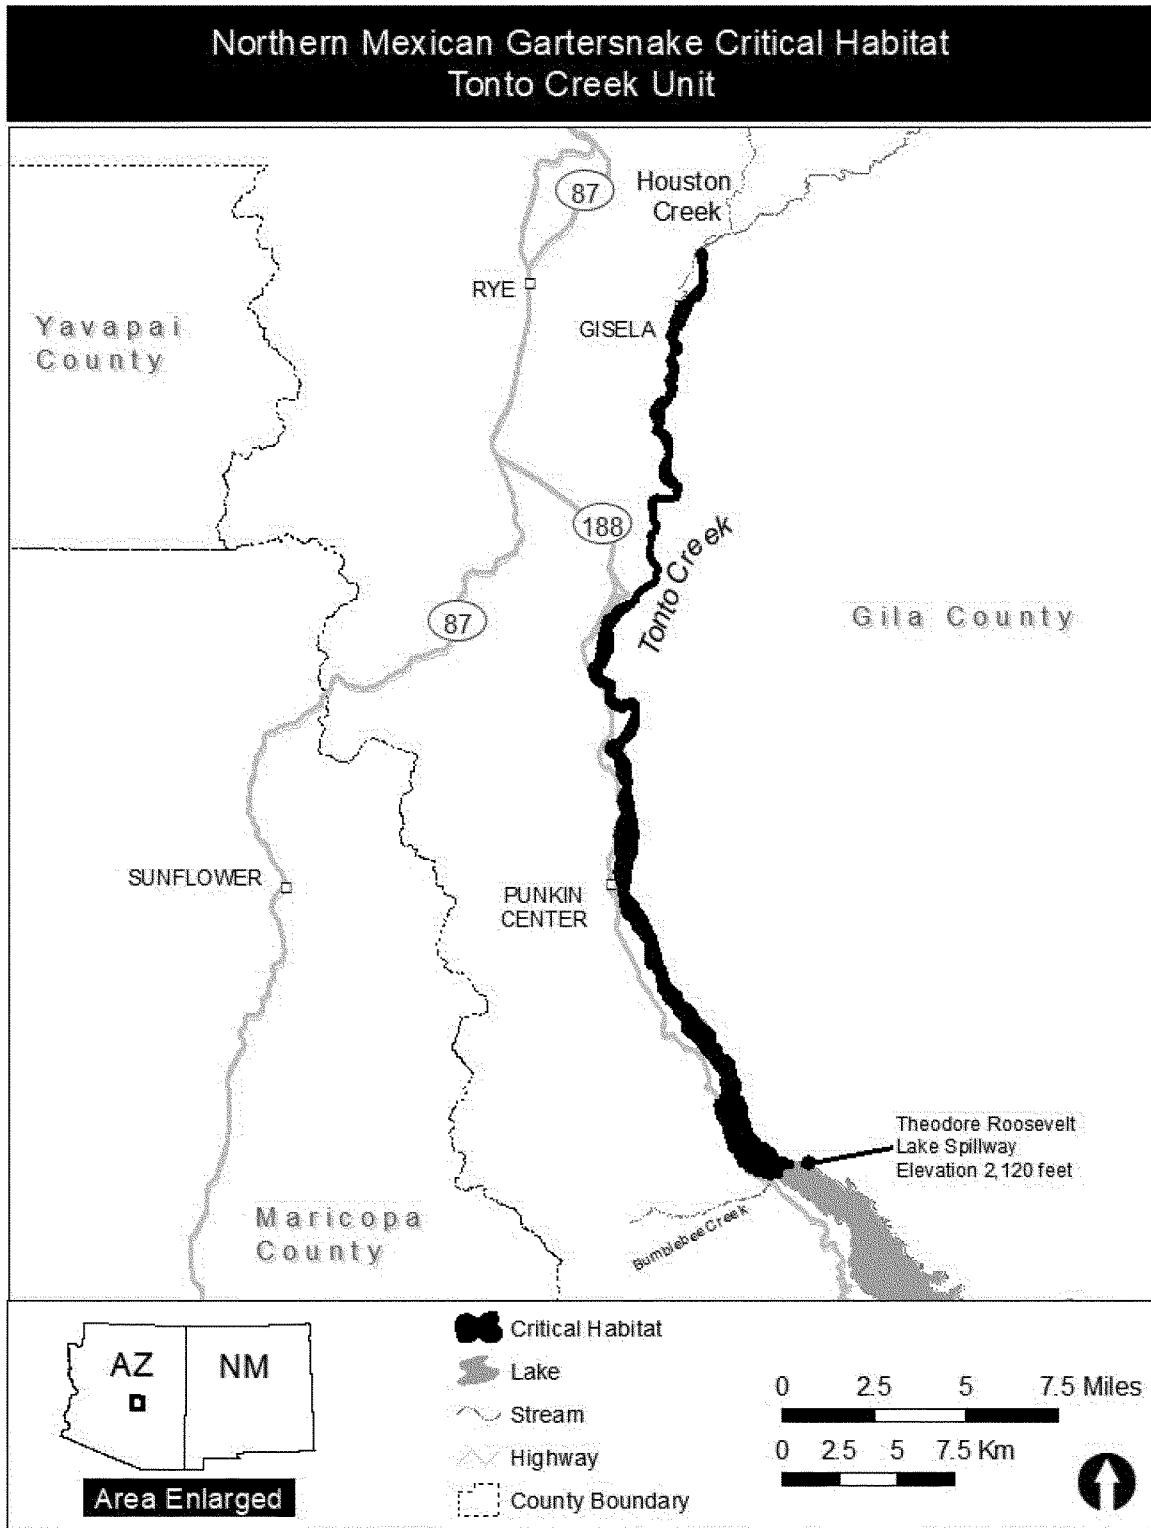 Northern Mexican Gartersnake Critical Habitat
Tonto Creek Unit
87
Houston
Creek
RYE
GISELA
Yavapai
County
188
Tonto Creek
87
Gila County
SUNFLOWER
PUNKIN
CENTER
Theodore Roosevelt
Lake Spillway
Elevation 2,120 feet
Bumblebee Creek
Maricopa
County
AZ
NM
Area Enlarged
Critical Habitat
Lake
Stream
Highway
County Boundary
0 2.5 5 7.5 Miles
0 2.5 5 7.5 Km